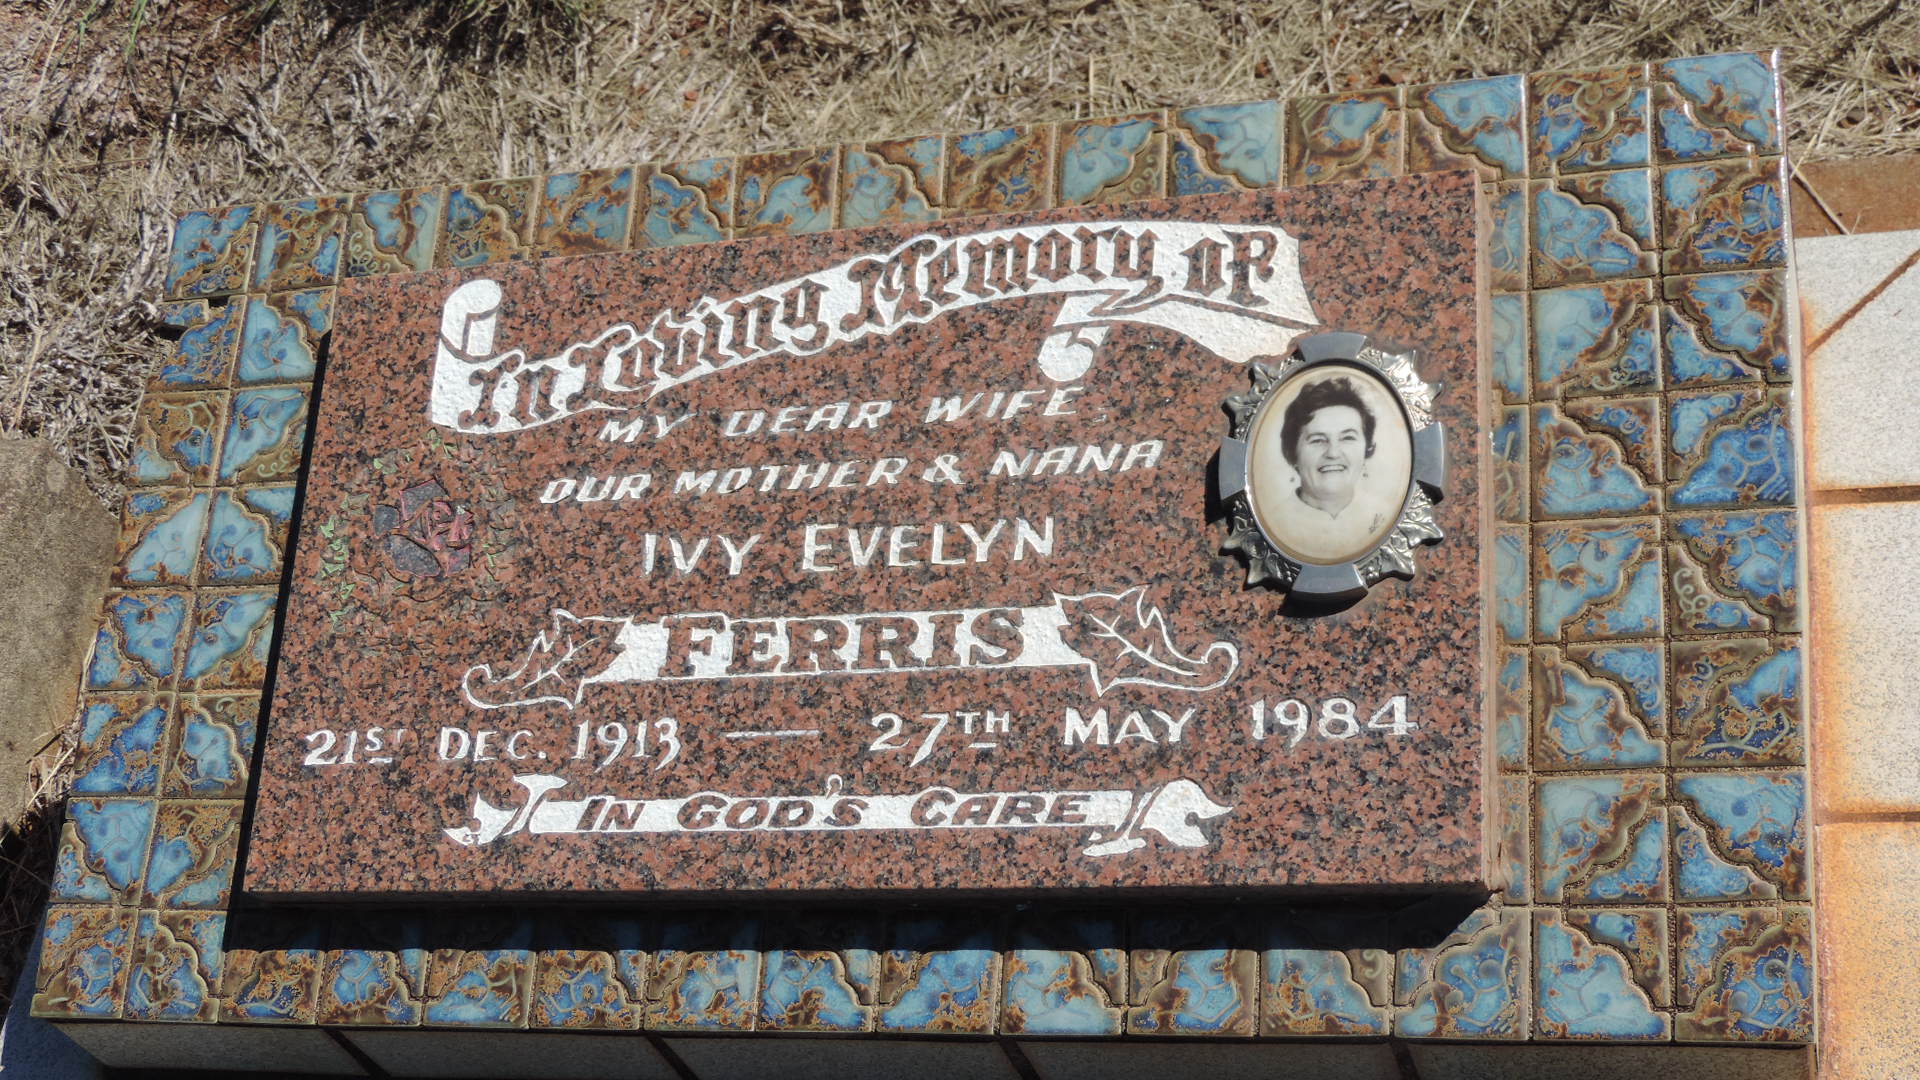 In Loving Memory of
MY DEAR WIFE,
OUR MOTHER & NANA
IVY EVELYN
FERRIS
21ST DEC. 1913 — 27TH MAY 1984
IN GOD'S CARE